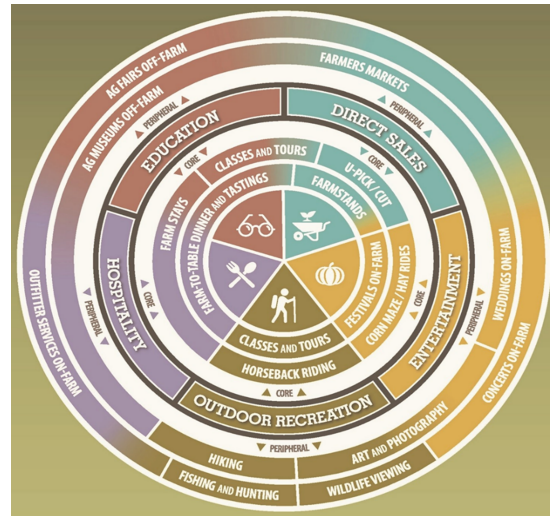 AG FAIRS OFF-FARM
AG MUSEUMS OFF-FARM
FARMERS MARKETS
PERIPHERAL
PERIPHERAL
EDUCATION
DIRECT SALES
CORE
CORE
CLASSES AND TOURS
U-PICK / CUT
FARM STAYS
FARM-TO-TABLE DINNER AND TASTINGS
FARMSTANDS
FESTIVALS ON-FARM
CORN MAZE / HAY RIDES
WEDDINGS ON-FARM
CONCERTS ON-FARM
OUTFITTER SERVICES ON-FARM
HOSPITALITY
ENTERTAINMENT
CORE
CORE
PERIPHERAL
PERIPHERAL
CLASSES AND TOURS
HORSEBACK RIDING
CORE
OUTDOOR RECREATION
PERIPHERAL
HIKING
ART AND PHOTOGRAPHY
FISHING AND HUNTING
WILDLIFE VIEWING